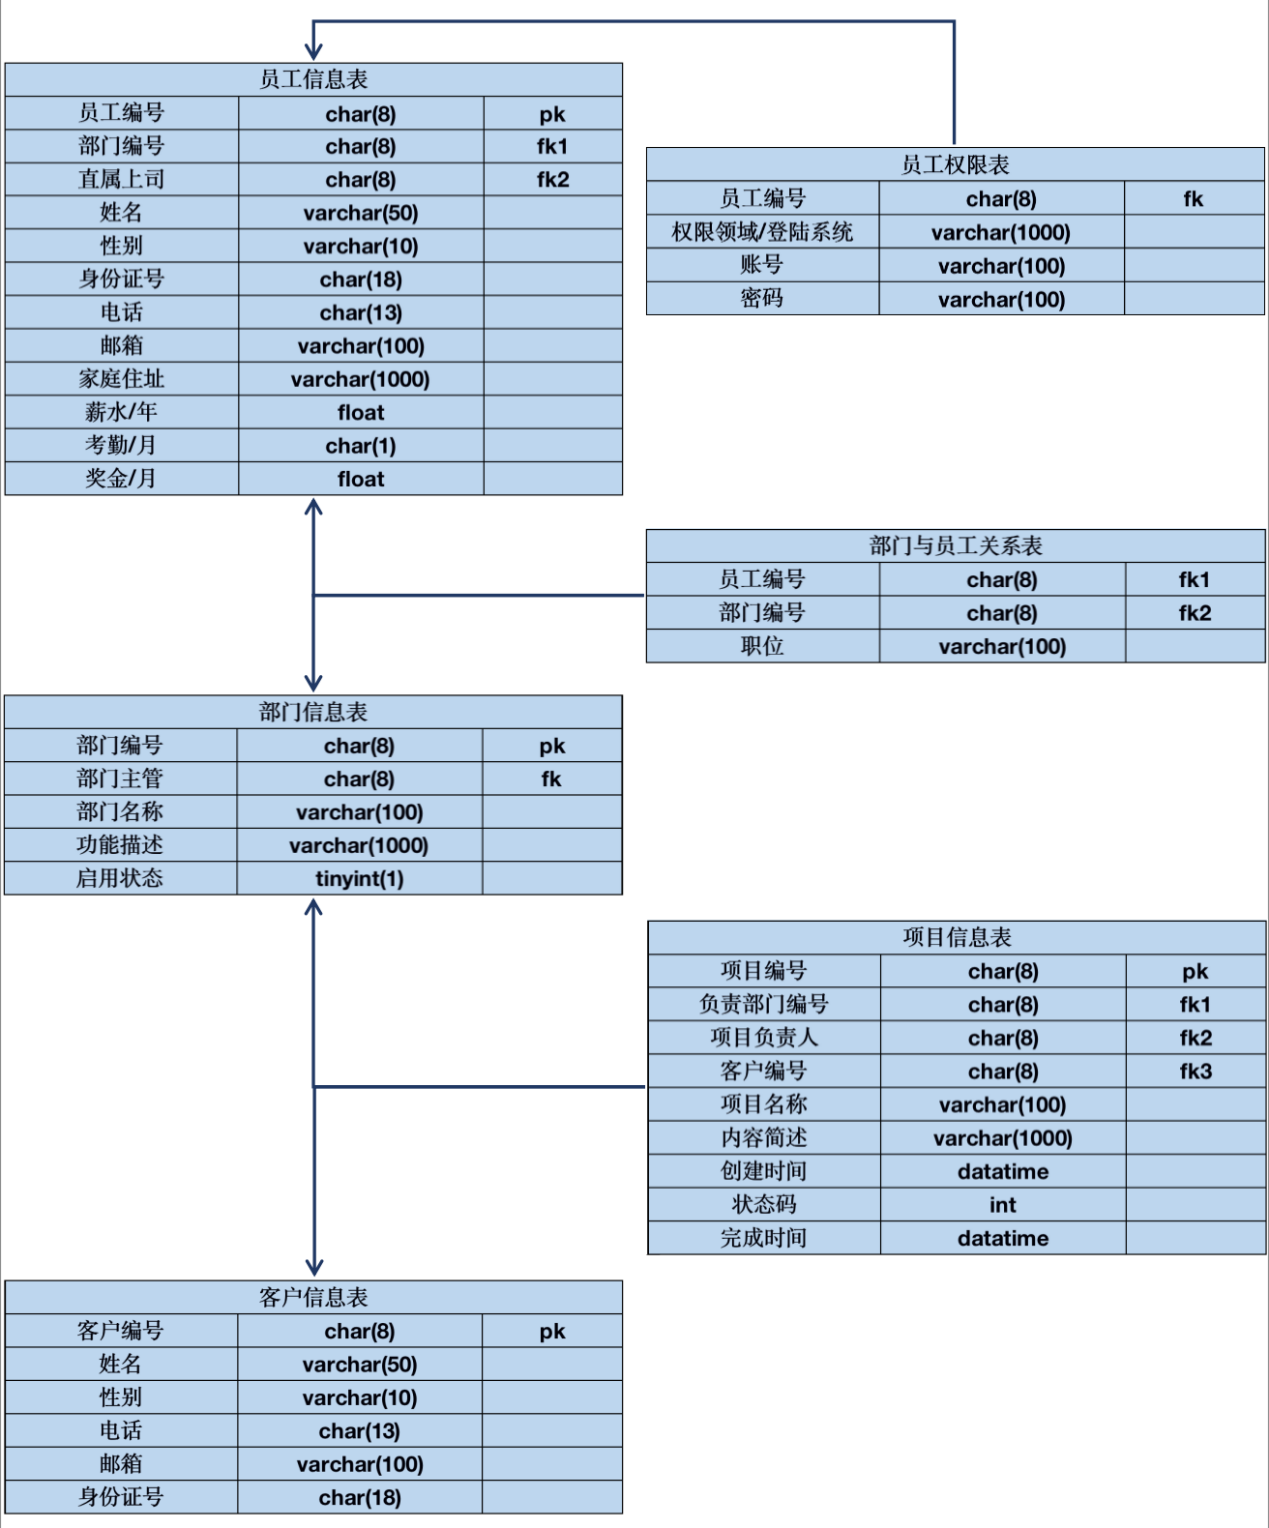 员工信息表
员工编号 char(8) pk
部门编号 char(8) fk1
直属上司 char(8) fk2
姓名 varchar(50)
性别 varchar(10)
身份证号 char(18)
电话 char(13)
邮箱 varchar(100)
家庭住址 varchar(1000)
薪水/年 float
考勤/月 char(1)
奖金/月 float
员工权限表
员工编号 char(8) fk
权限领域/登陆系统 varchar(1000)
账号 varchar(100)
密码 varchar(100)
部门与员工关系表
员工编号 char(8) fk1
部门编号 char(8) fk2
职位 varchar(100)
部门信息表
部门编号 char(8) pk
部门主管 char(8) fk
部门名称 varchar(100)
功能描述 varchar(1000)
启用状态 tinyint(1)
项目信息表
项目编号 char(8) pk
负责部门编号 char(8) fk1
项目负责人 char(8) fk2
客户编号 char(8) fk3
项目名称 varchar(100)
内容简述 varchar(1000)
创建时间 datatime
状态码 int
完成时间 datatime
客户信息表
客户编号 char(8) pk
姓名 varchar(50)
性别 varchar(10)
电话 char(13)
邮箱 varchar(100)
身份证号 char(18)